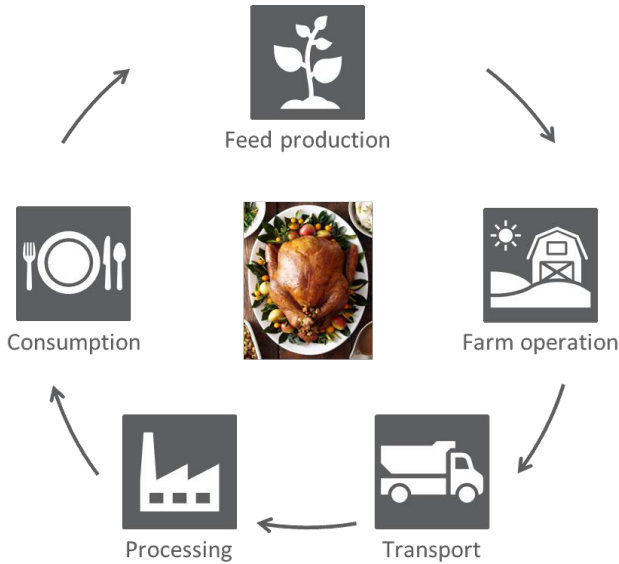 Feed production
Consumption
Farm operation
Processing
Transport